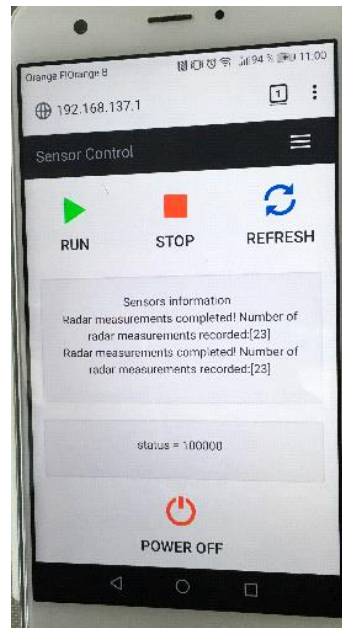 Orange F|Orange B 94 % 11:00
192.168.137.1 1
Sensor Control
RUN STOP REFRESH
Sensors information
Radar measurements completed! Number of
radar measurements recorded:[23]
Radar measurements completed! Number of
radar measurements recorded:[23]
status = 100000
POWER OFF